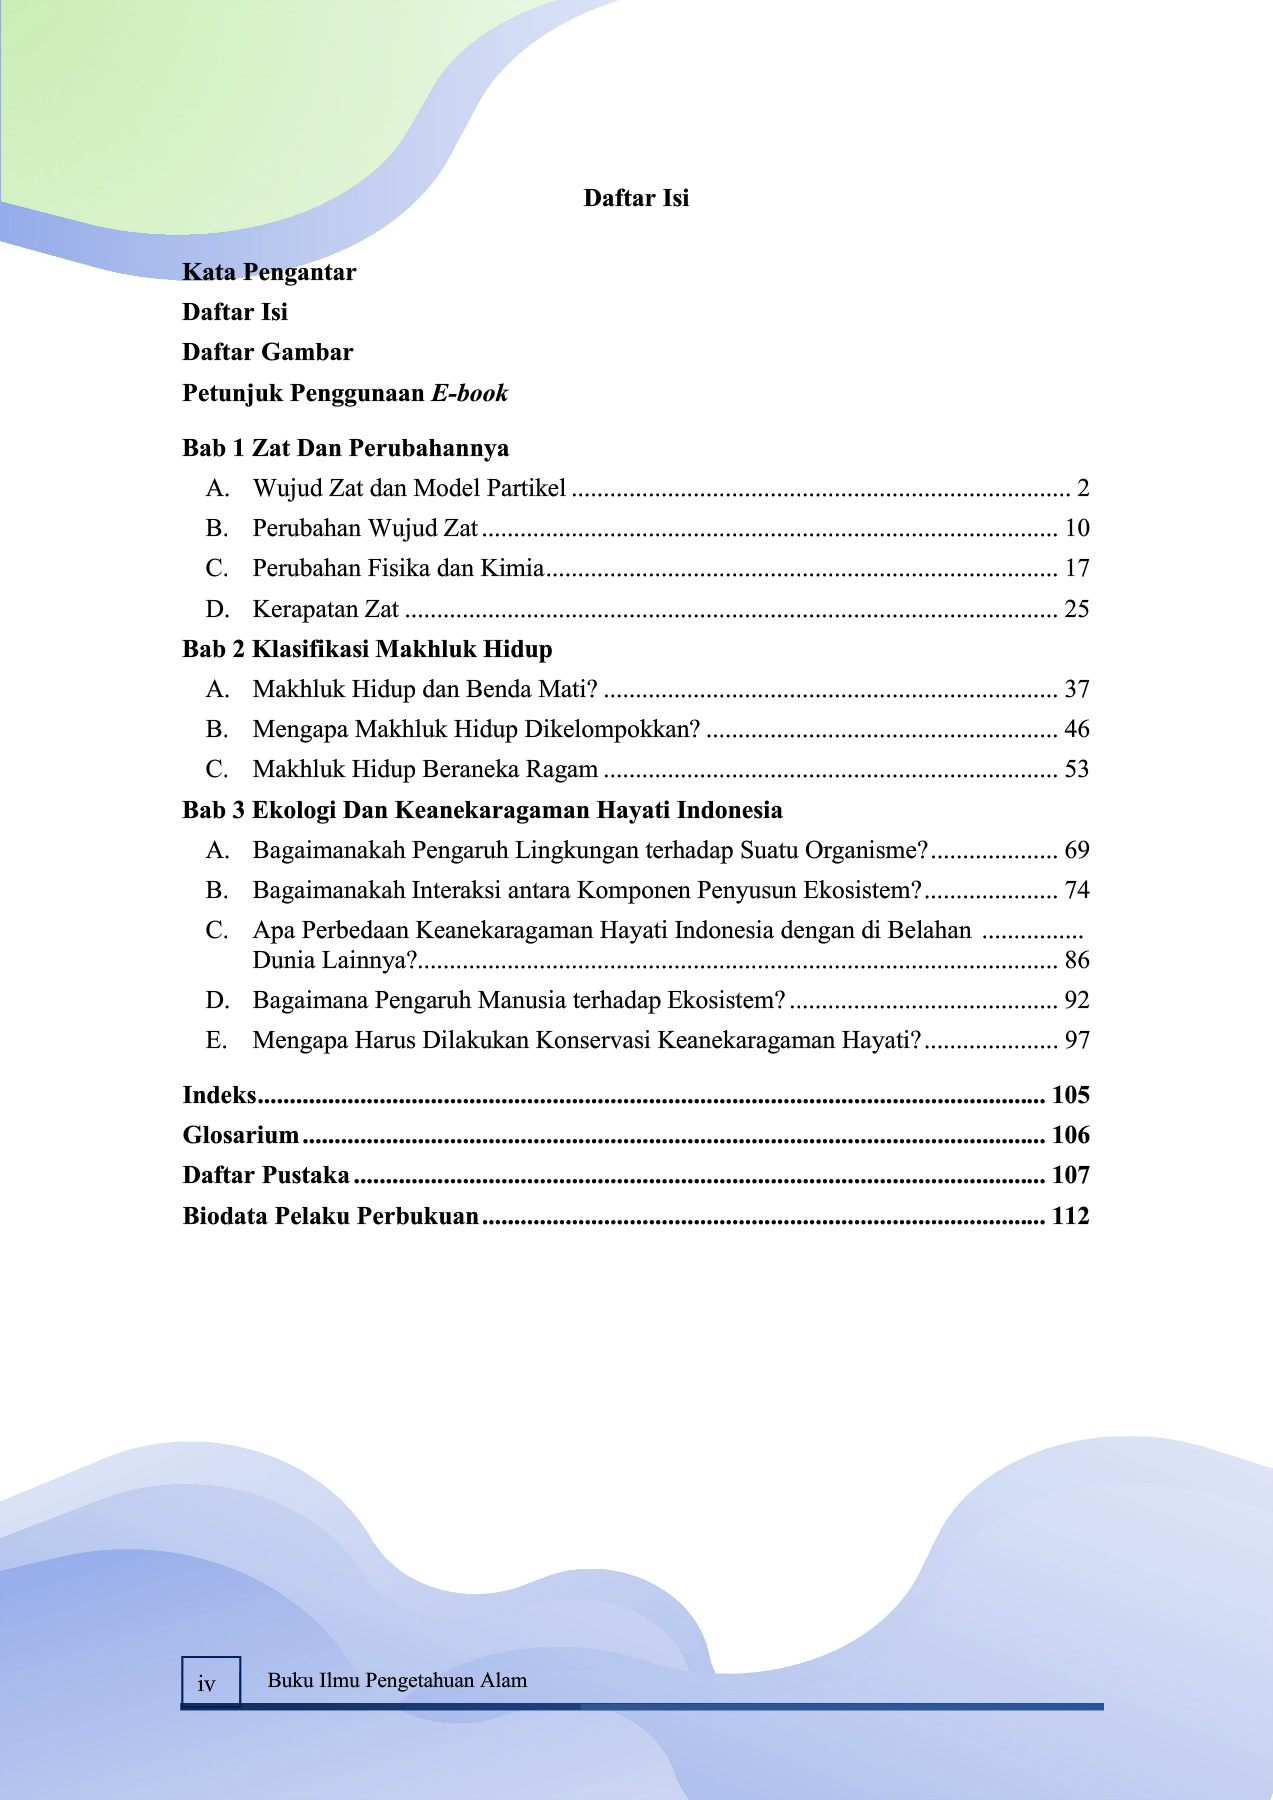 Daftar Isi
Kata Pengantar
Daftar Isi
Daftar Gambar
Petunjuk Penggunaan E-book
Bab 1 Zat Dan Perubahannya
A. Wujud Zat dan Model Partikel .............................................................................. 2
B. Perubahan Wujud Zat .......................................................................................... 10
C. Perubahan Fisika dan Kimia................................................................................ 17
D. Kerapatan Zat ...................................................................................................... 25
Bab 2 Klasifikasi Makhluk Hidup
A. Makhluk Hidup dan Benda Mati? ....................................................................... 37
B. Mengapa Makhluk Hidup Dikelompokkan? ....................................................... 46
C. Makhluk Hidup Beraneka Ragam ....................................................................... 53
Bab 3 Ekologi Dan Keanekaragaman Hayati Indonesia
A. Bagaimanakah Pengaruh Lingkungan terhadap Suatu Organisme?.................... 69
B. Bagaimanakah Interaksi antara Komponen Penyusun Ekosistem?..................... 74
C. Apa Perbedaan Keanekaragaman Hayati Indonesia dengan di Belahan ................
Dunia Lainnya?.................................................................................................... 86
D. Bagaimana Pengaruh Manusia terhadap Ekosistem? .......................................... 92
E. Mengapa Harus Dilakukan Konservasi Keanekaragaman Hayati?..................... 97
Indeks........................................................................................................................... 105
Glosarium .................................................................................................................... 106
Daftar Pustaka ............................................................................................................ 107
Biodata Pelaku Perbukuan ........................................................................................ 112
iv Buku Ilmu Pengetahuan Alam